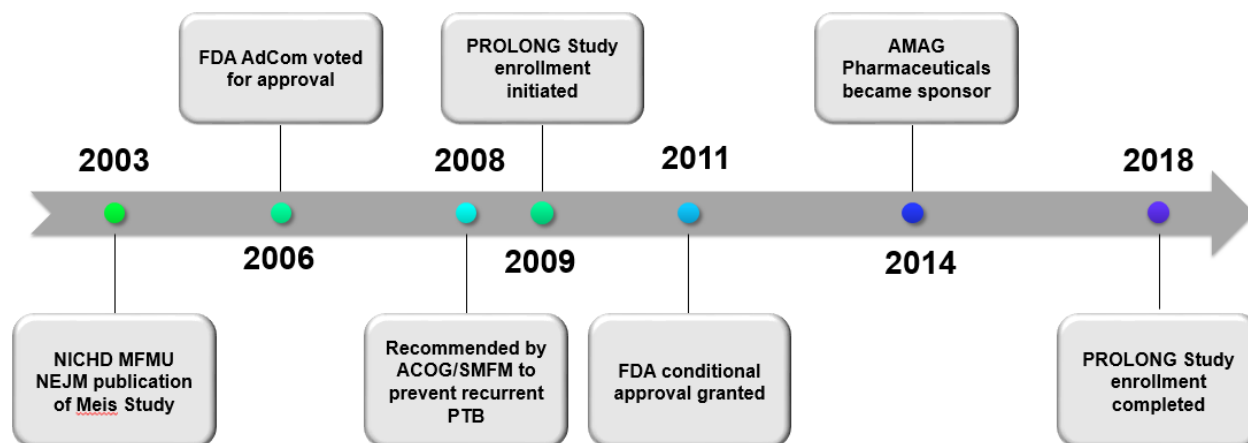 FDA AdCom voted
for approval
PROLONG Study
enrollment
initiated
AMAG
Pharmaceuticals
became sponsor
2003
2008
2011
2018
2006
2009
2014
NICHD MFMU
NEJM publication
of Meis Study
Recommended by
ACOG/SMFM to
prevent recurrent
PTB
FDA conditional
approval granted
PROLONG Study
enrollment
completed